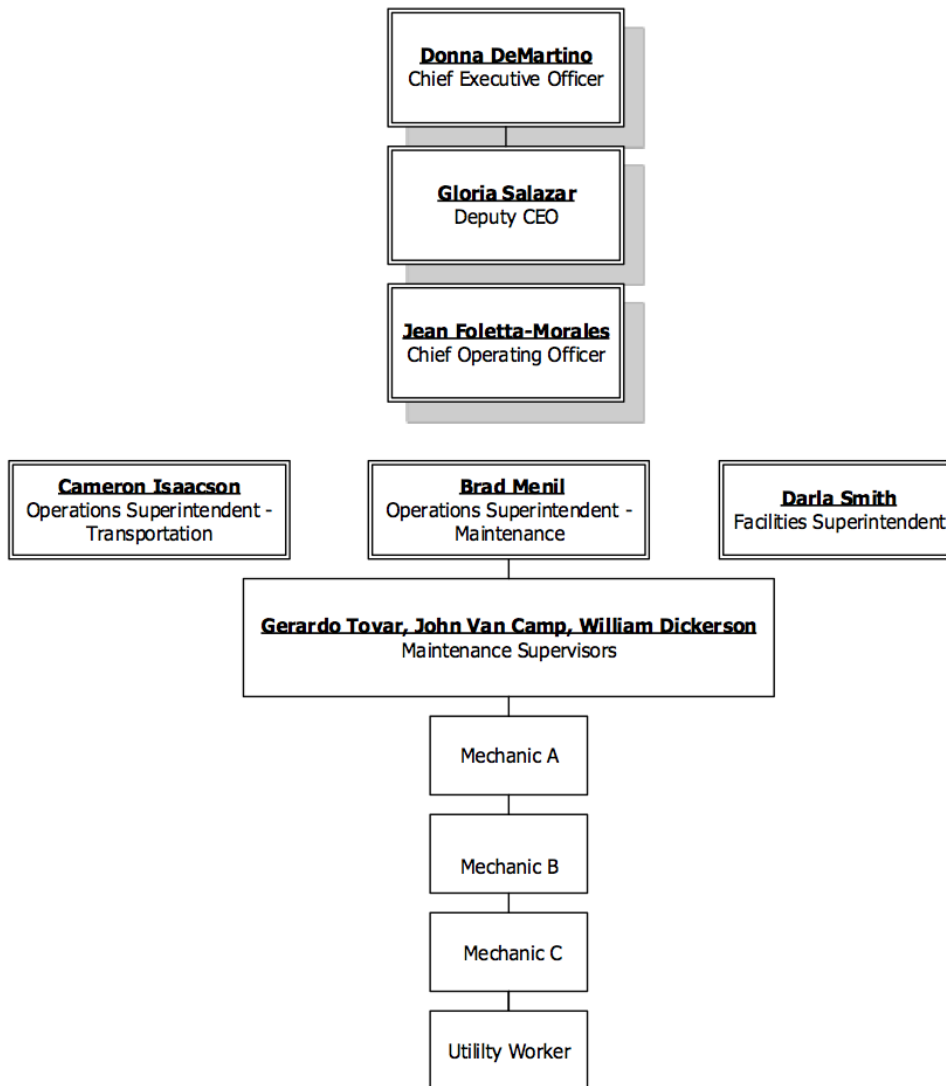 Donna DeMartino
Chief Executive Officer
Gloria Salazar
Deputy CEO
Jean Foletta-Morales
Chief Operating Officer
Cameron Isaacson
Operations Superintendent -
Transportation
Brad Menil
Operations Superintendent -
Maintenance
Darla Smith
Facilities Superintendent
Gerardo Tovar, John Van Camp, William Dickerson
Maintenance Supervisors
Mechanic A
Mechanic B
Mechanic C
Utililty Worker